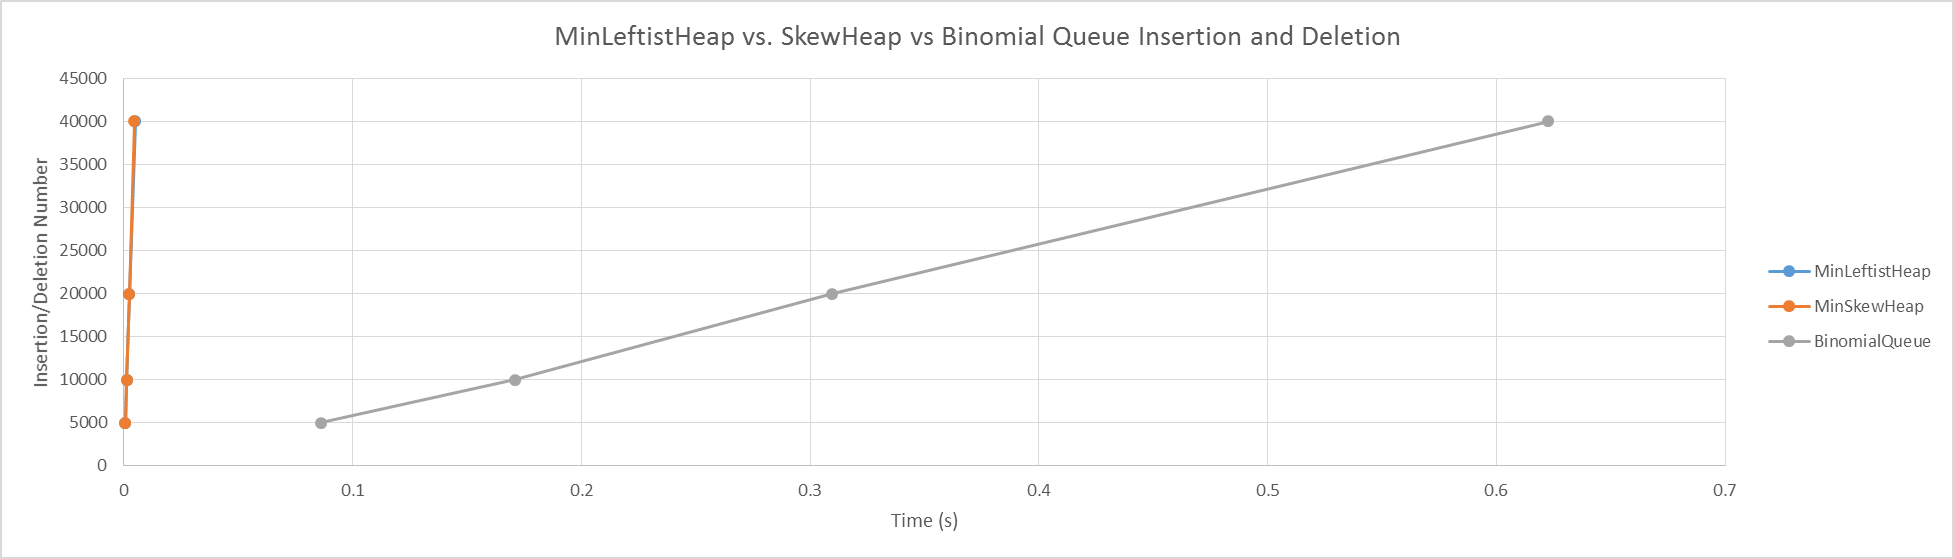 MinLeftistHeap vs. SkewHeap vs Binomial Queue Insertion and Deletion
45000
40000
35000
30000
25000
20000
15000
10000
5000
0
Insertion/Deletion Number
0 0.1 0.2 0.3 0.4 0.5 0.6 0.7
Time (s)
MinLeftistHeap
MinSkewHeap
BinomialQueue